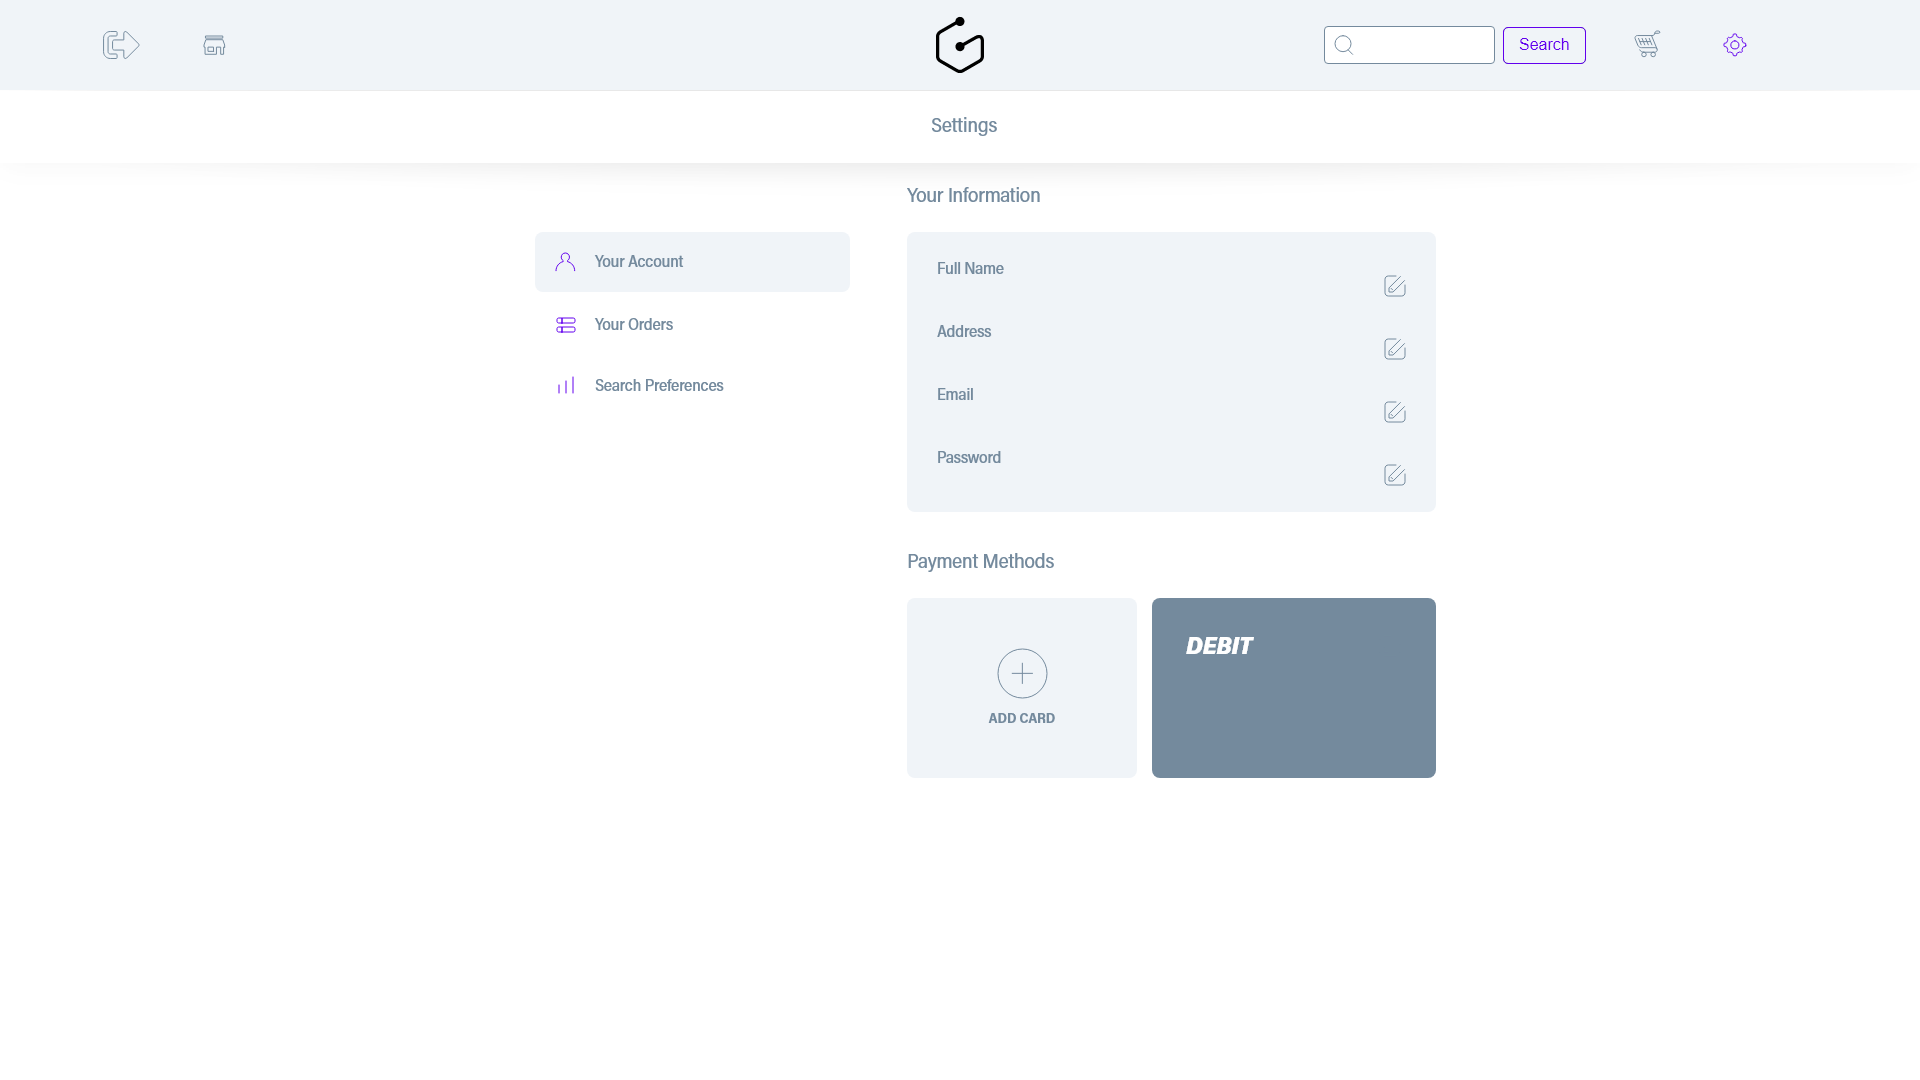 Search
Settings
Your Information
Your Account
Your Orders
Search Preferences
Full Name
Address
Email
Password
Payment Methods
ADD CARD
DEBIT